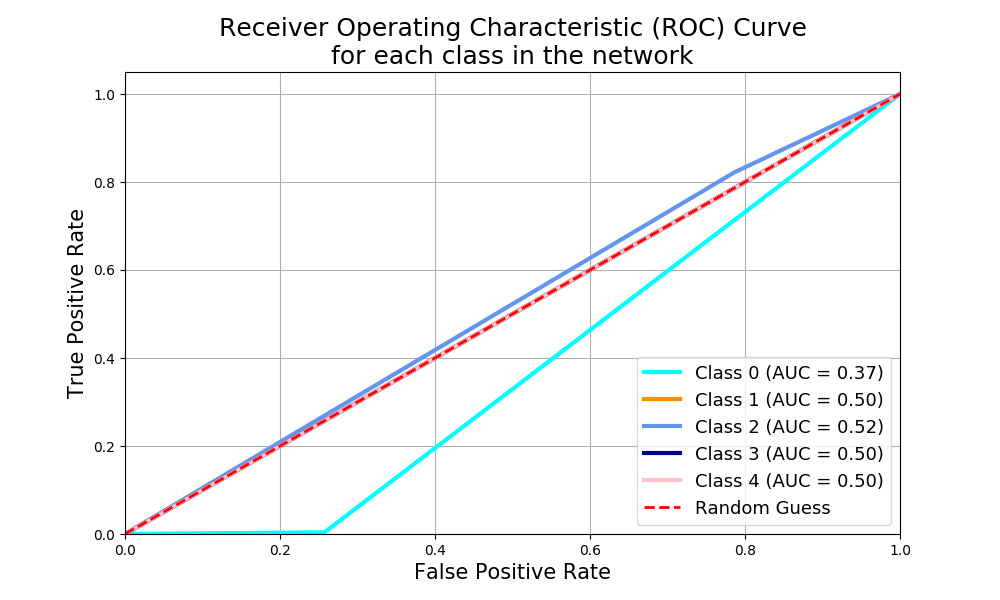 Receiver Operating Characteristic (ROC) Curve
for each class in the network
True Positive Rate
1.0
0.8
0.6
0.4
0.2
0.0
0.0 0.2 0.4 0.6 0.8 1.0
False Positive Rate
Class 0 (AUC = 0.37)
Class 1 (AUC = 0.50)
Class 2 (AUC = 0.52)
Class 3 (AUC = 0.50)
Class 4 (AUC = 0.50)
Random Guess